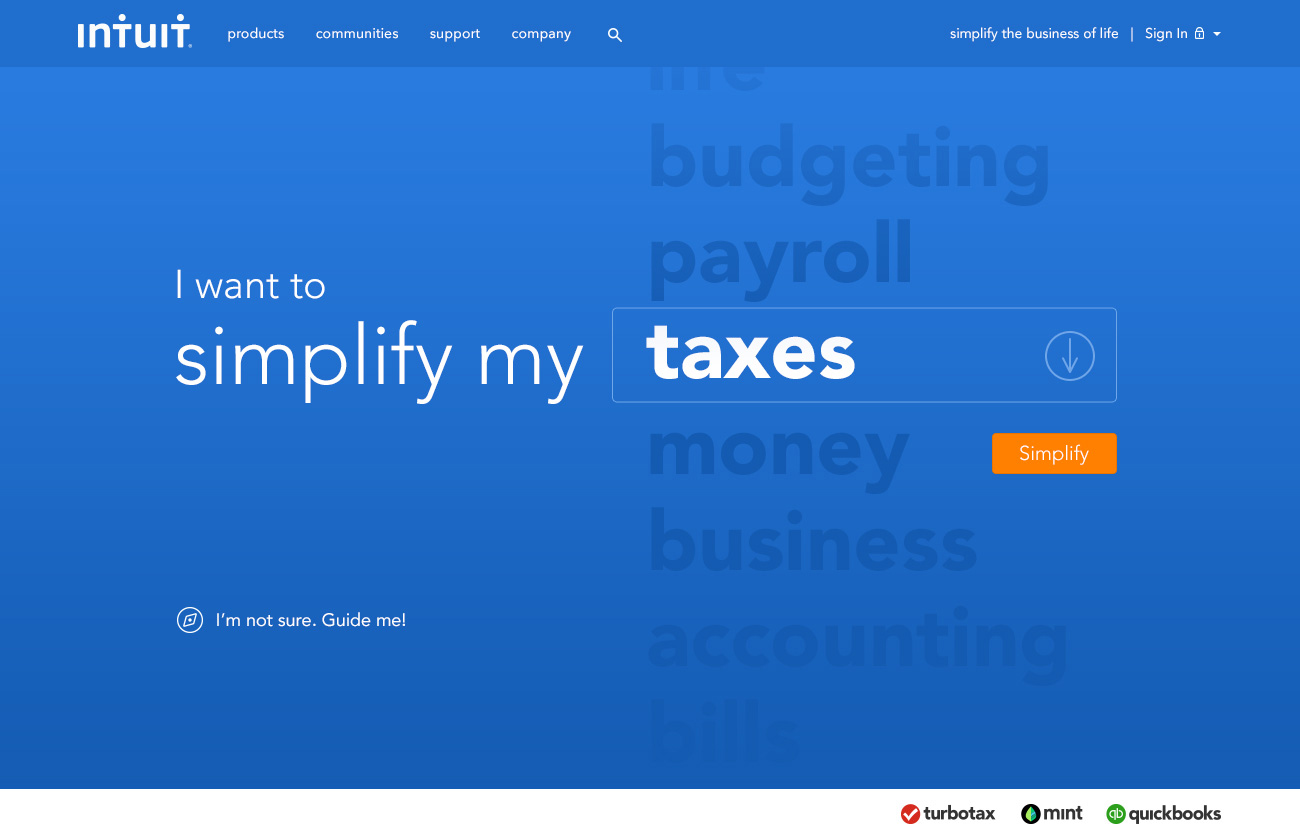 intuit.
products communities support company
simplify the business of life | Sign In
life
budgeting
payroll
I want to
simplify my taxes
money
Simplify
business
I'm not sure. Guide me!
accounting
bills
turbotax mint qb quickbooks